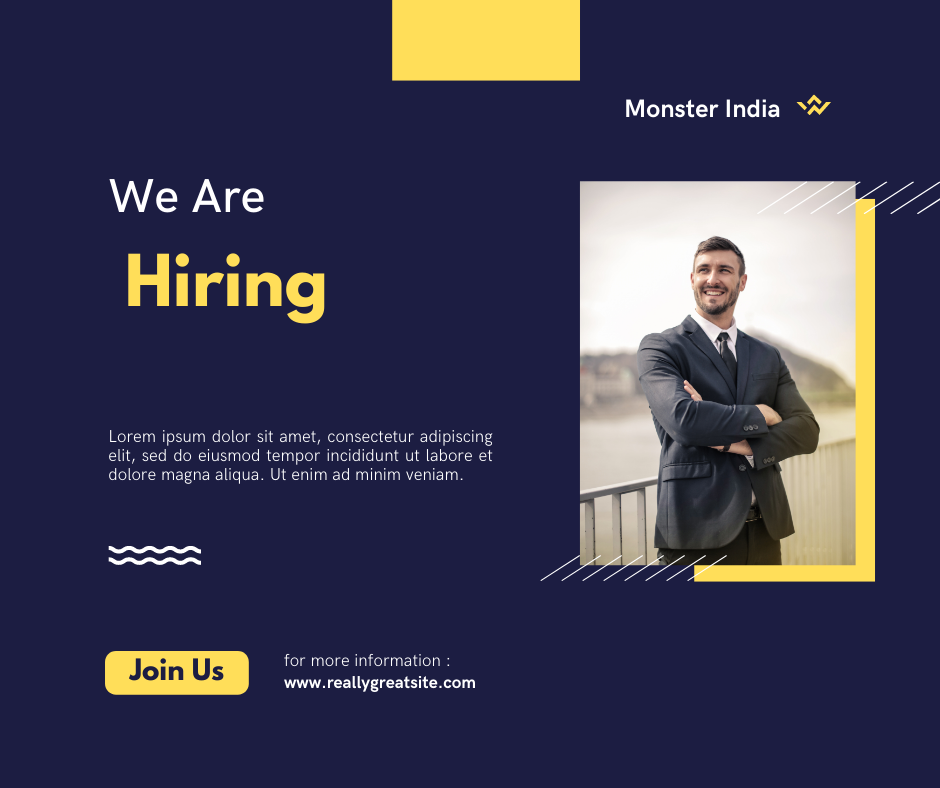 Monster India
We Are
Hiring
Lorem ipsum dolor sit amet, consectetur adipiscing
elit, sed do eiusmod tempor incididunt ut labore et
dolore magna aliqua. Ut enim ad minim veniam.
Join Us
for more information :
www.reallygreatsite.com